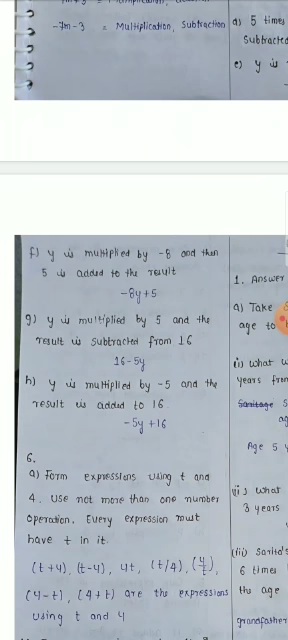 -7m-3 = Multiplication, Subtraction
f) y is multiplied by -8 and then
5 is added to the result
-8y+5
g) y is multiplied by 5 and the
result is subtracted from 16
16-5y
h) y is multiplied by -5 and the
result is added to 16.
-5y +16
6.
a) Form expressions using t and
4. Use not more than one number
operation. Every expression must
have t in it.
(t+4), (t-4), 4t, (t/4), (4/t),
(4-t), (4+t) are the expressions
using t and 4
d) 5 times
Subtracted
e) y is
1. Answer
a) Take
age to
(i) what
years from
Age 5
(ii) what
3 years
(iii) Sarita's
6 times
the age
grandfather